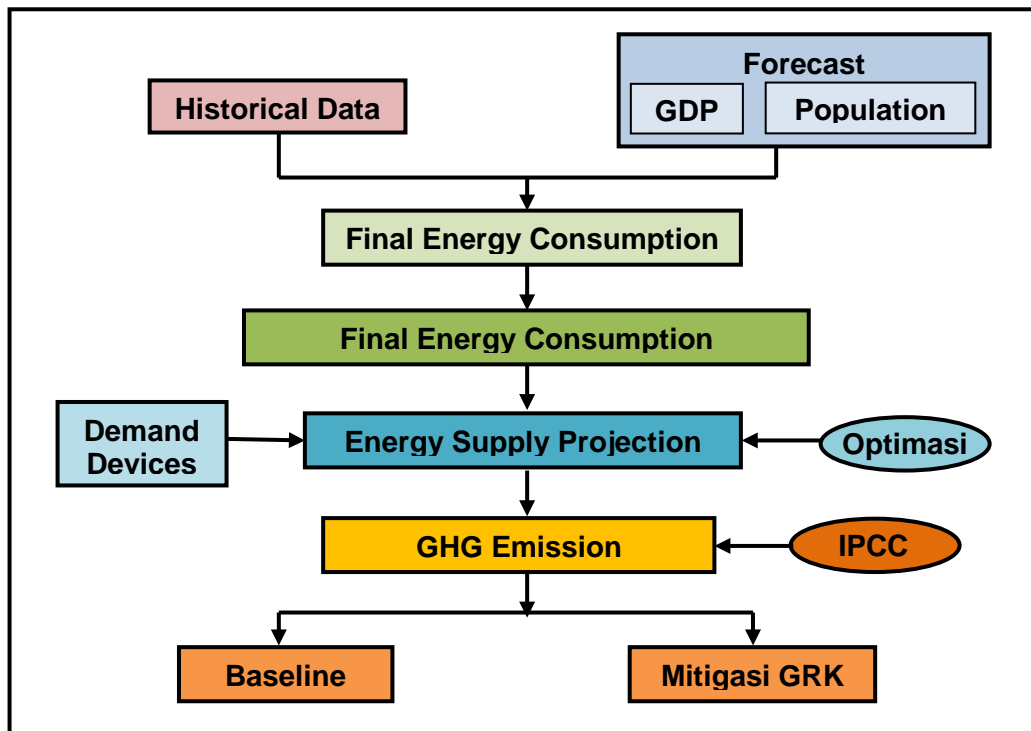 Forecast
Historical Data
GDP
Population
Final Energy Consumption
Final Energy Consumption
Demand
Devices
Energy Supply Projection
Optimasi
GHG Emission
IPCC
Baseline
Mitigasi GRK